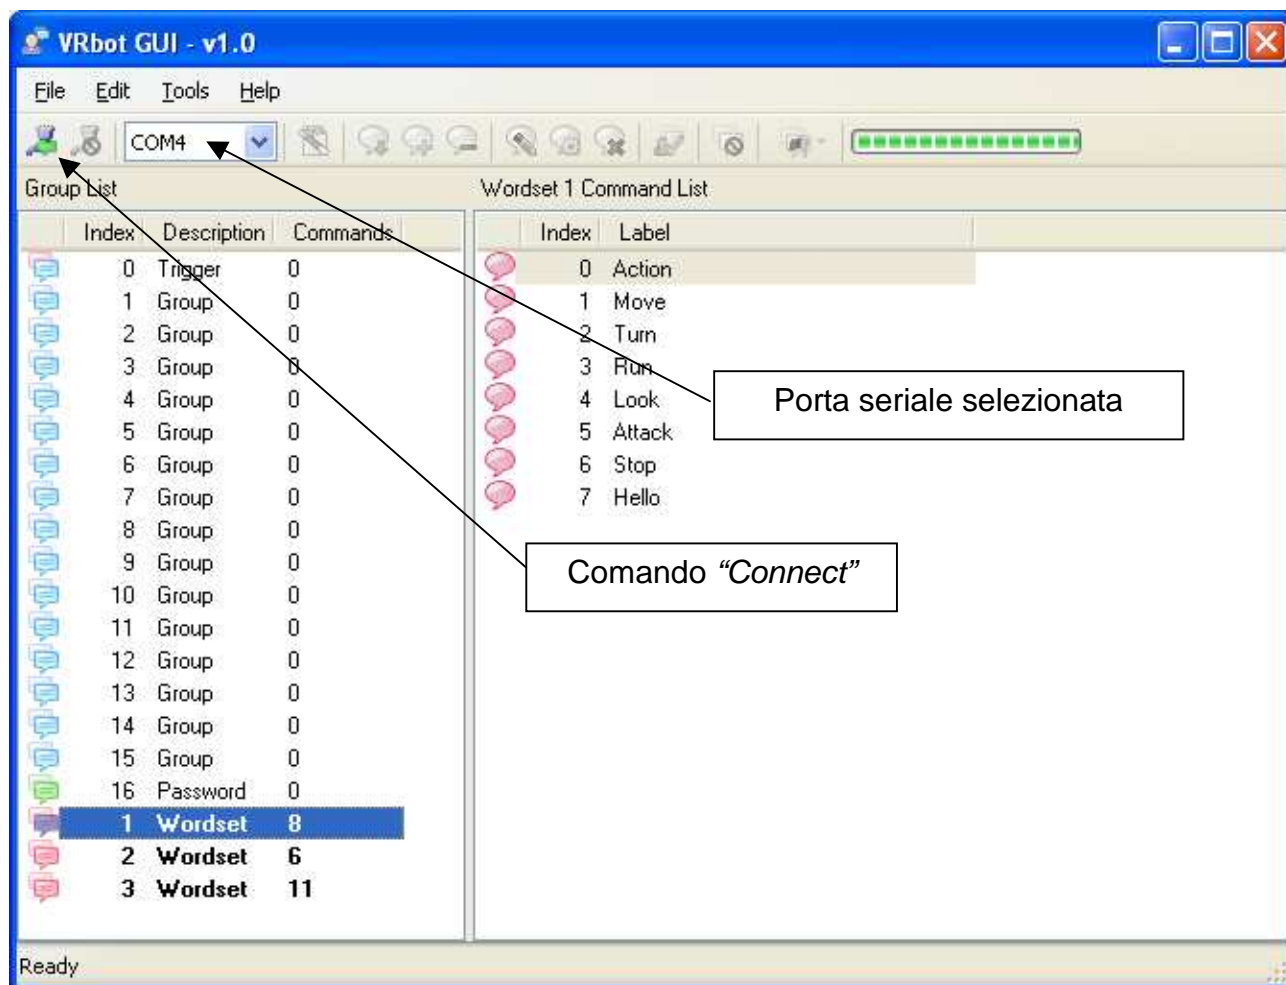 VRbot GUI - v1.0
File Edit Tools Help
COM4
Group List
Index Description Commands
0 Trigger 0
1 Group 0
2 Group 0
3 Group 0
4 Group 0
5 Group 0
6 Group 0
7 Group 0
8 Group 0
9 Group 0
10 Group 0
11 Group 0
12 Group 0
13 Group 0
14 Group 0
15 Group 0
16 Password 0
1 Wordset 8
2 Wordset 6
3 Wordset 11
Wordset 1 Command List
Index Label
0 Action
1 Move
2 Turn
3 Run
4 Look
5 Attack
6 Stop
7 Hello
Porta seriale selezionata
Comando “Connect”
Ready